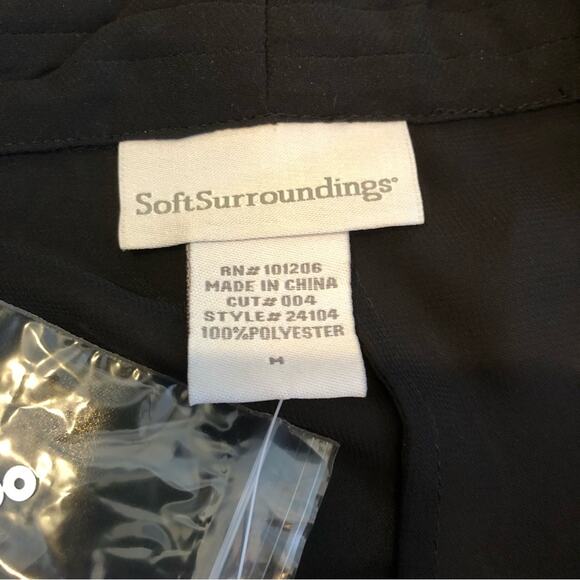 SoftSurroundings®
RN# 101206
MADE IN CHINA
CUT# 004
STYLE# 24104
100%POLYESTER
M